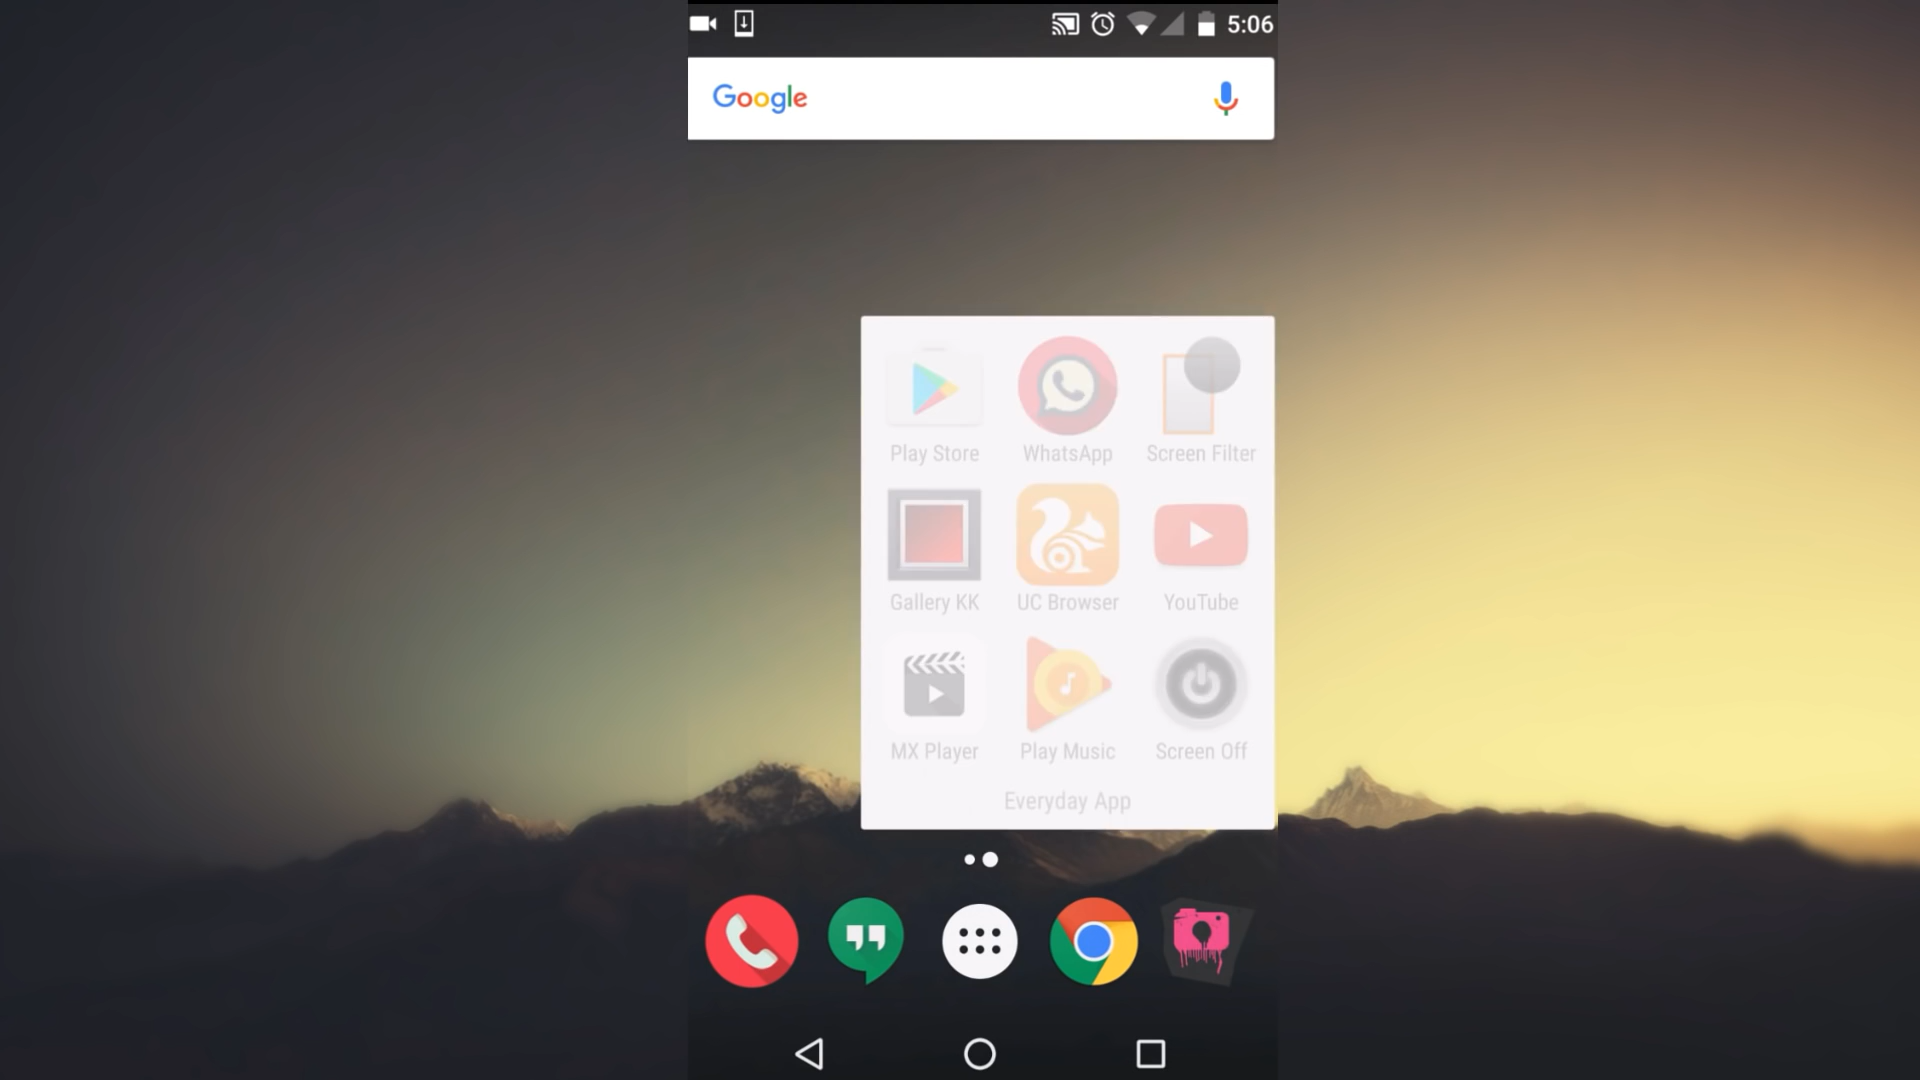 5:06
Google
Play Store WhatsApp Screen Filter
Gallery KK UC Browser YouTube
MX Player Play Music Screen Off
Everyday App